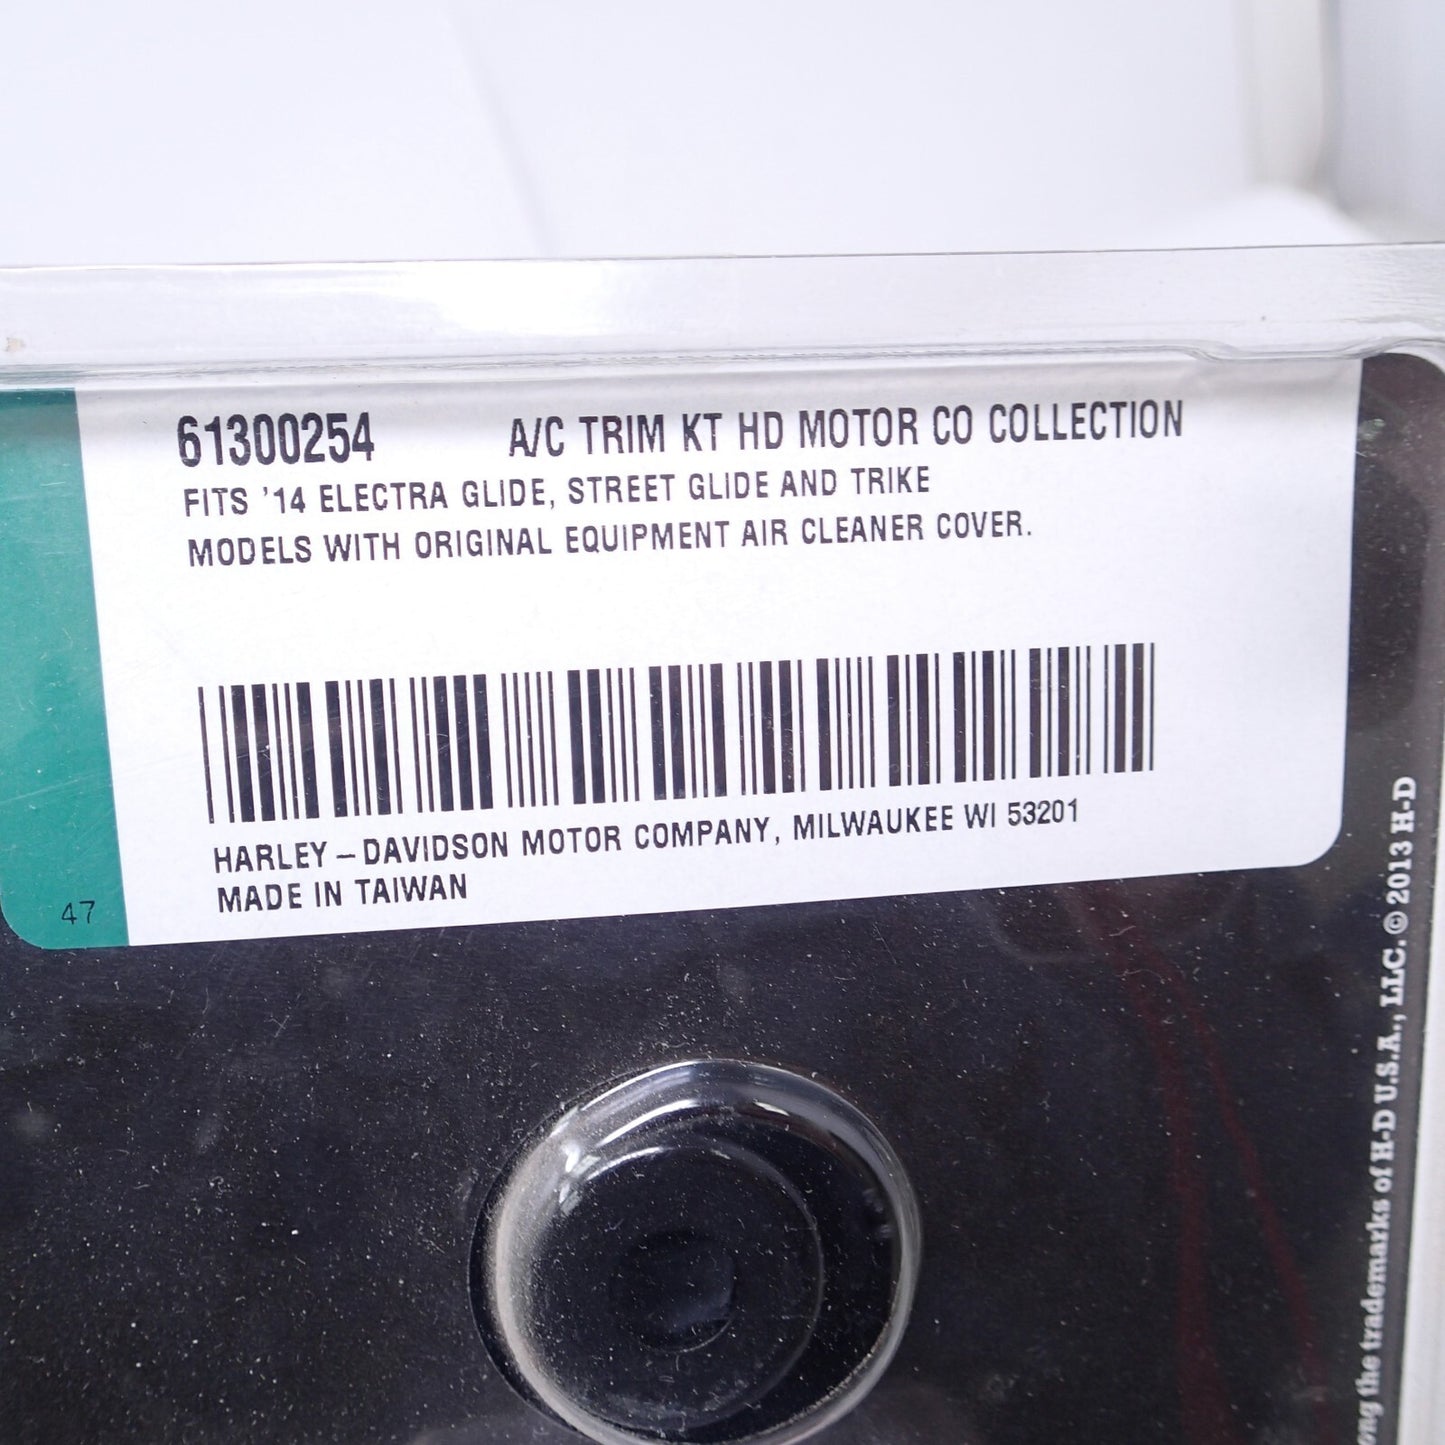 61300254 A/C TRIM KT HD MOTOR CO COLLECTION
FITS '14 ELECTRA GLIDE, STREET GLIDE AND TRIKE
MODELS WITH ORIGINAL EQUIPMENT AIR CLEANER COVER.
HARLEY – DAVIDSON MOTOR COMPANY, MILWAUKEE WI 53201
MADE IN TAIWAN
47
the trademarks of H-D U.S.A., LLC. © 2013 H-D